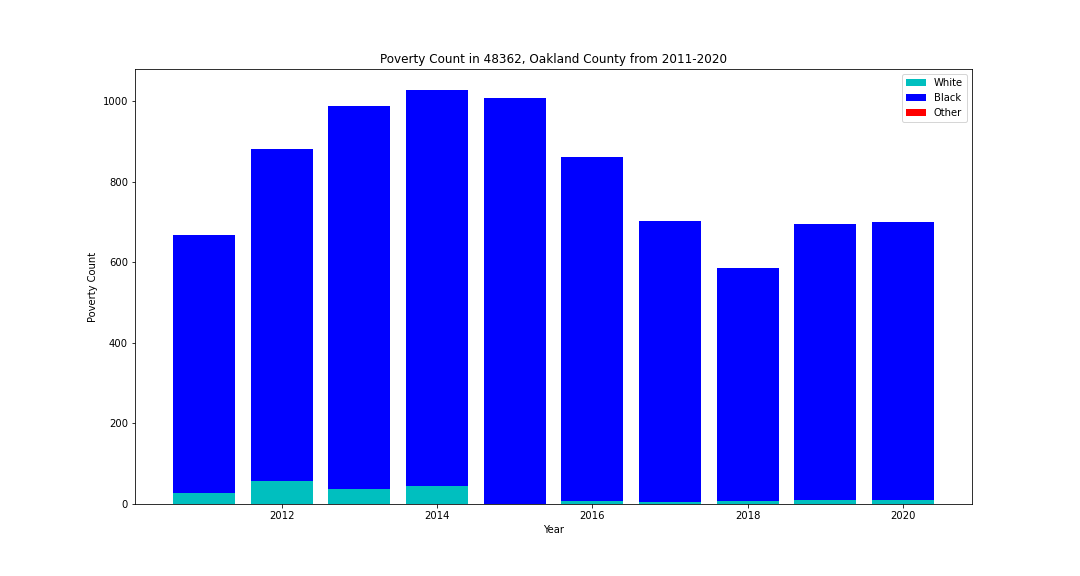 Poverty Count in 48362, Oakland County from 2011-2020
White
Black
Other
1000
800
600
400
200
0
Poverty Count
2012
2014
2016
2018
2020
Year